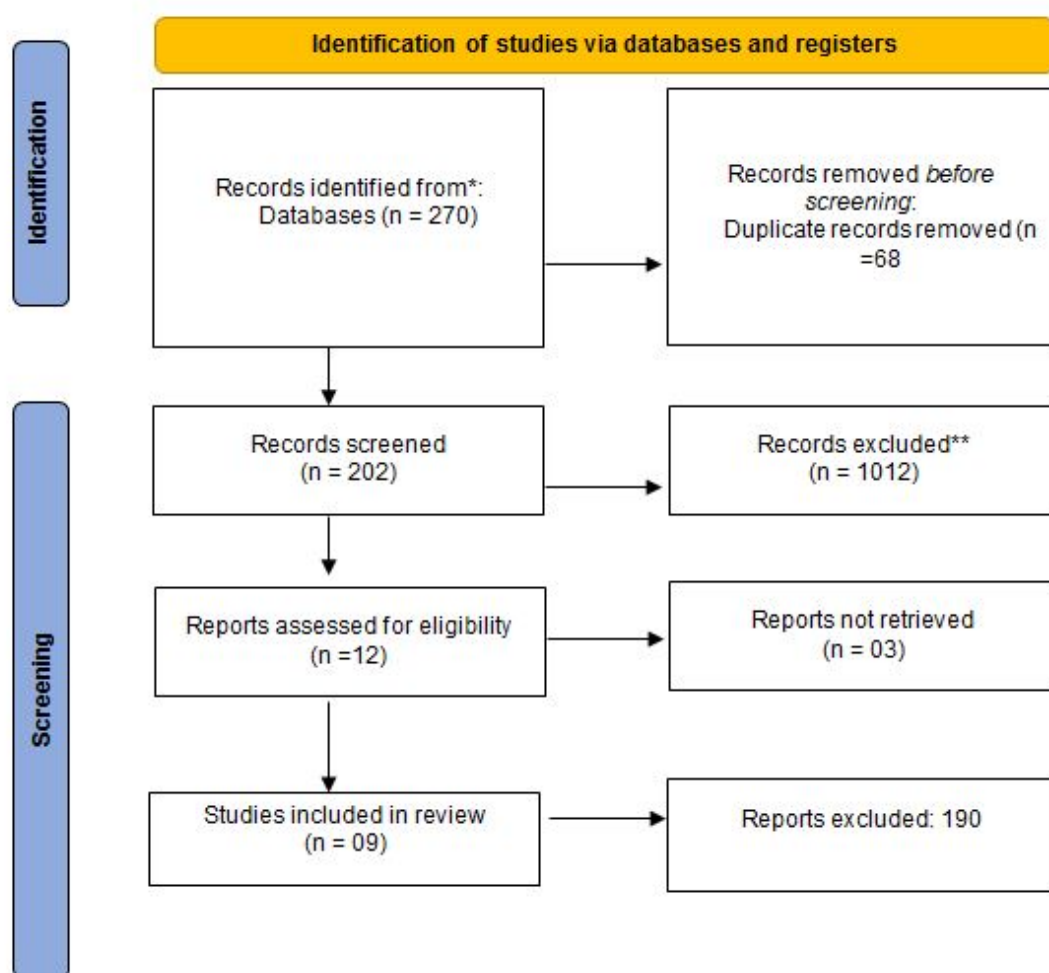 Identification of studies via databases and registers
Identification
Records identified from*:
Databases (n = 270)
Records removed before
screening:
Duplicate records removed (n
=68
Screening
Records screened
(n = 202)
Records excluded**
(n = 1012)
Reports assessed for eligibility
(n =12)
Reports not retrieved
(n = 03)
Studies included in review
(n = 09)
Reports excluded: 190